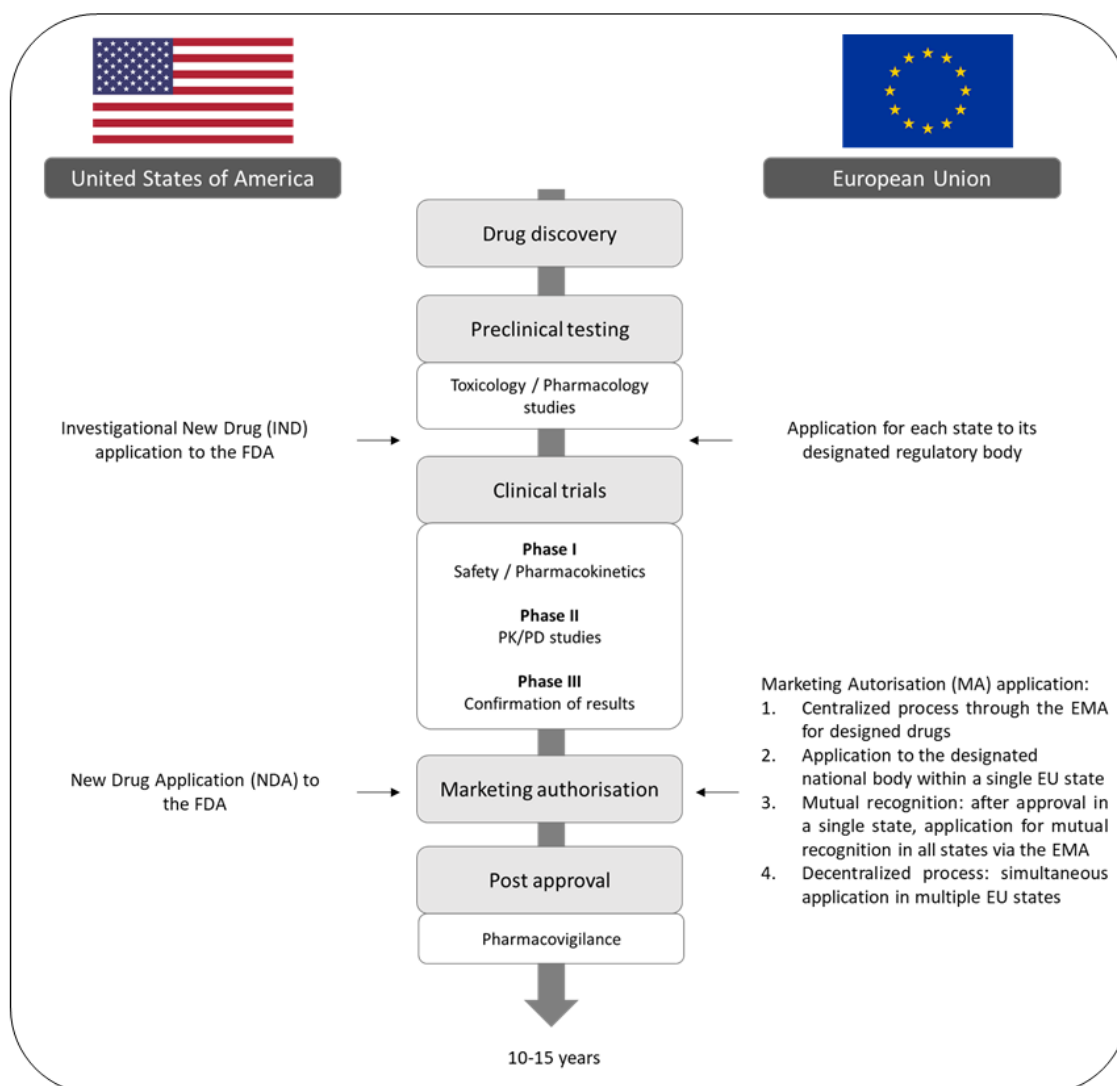 United States of America
European Union
Drug discovery
Preclinical testing
Toxicology / Pharmacology
studies
Investigational New Drug (IND)
application to the FDA
Application for each state to its
designated regulatory body
Clinical trials
Phase I
Safety / Pharmacokinetics
Phase II
PK/PD studies
Phase III
Confirmation of results
New Drug Application (NDA) to
the FDA
Marketing authorisation
Marketing Autorisation (MA) application:
1. Centralized process through the EMA
for designed drugs
2. Application to the designated
national body within a single EU state
3. Mutual recognition: after approval in
a single state, application for mutual
recognition in all states via the EMA
4. Decentralized process: simultaneous
application in multiple EU states
Post approval
Pharmacovigilance
10-15 years